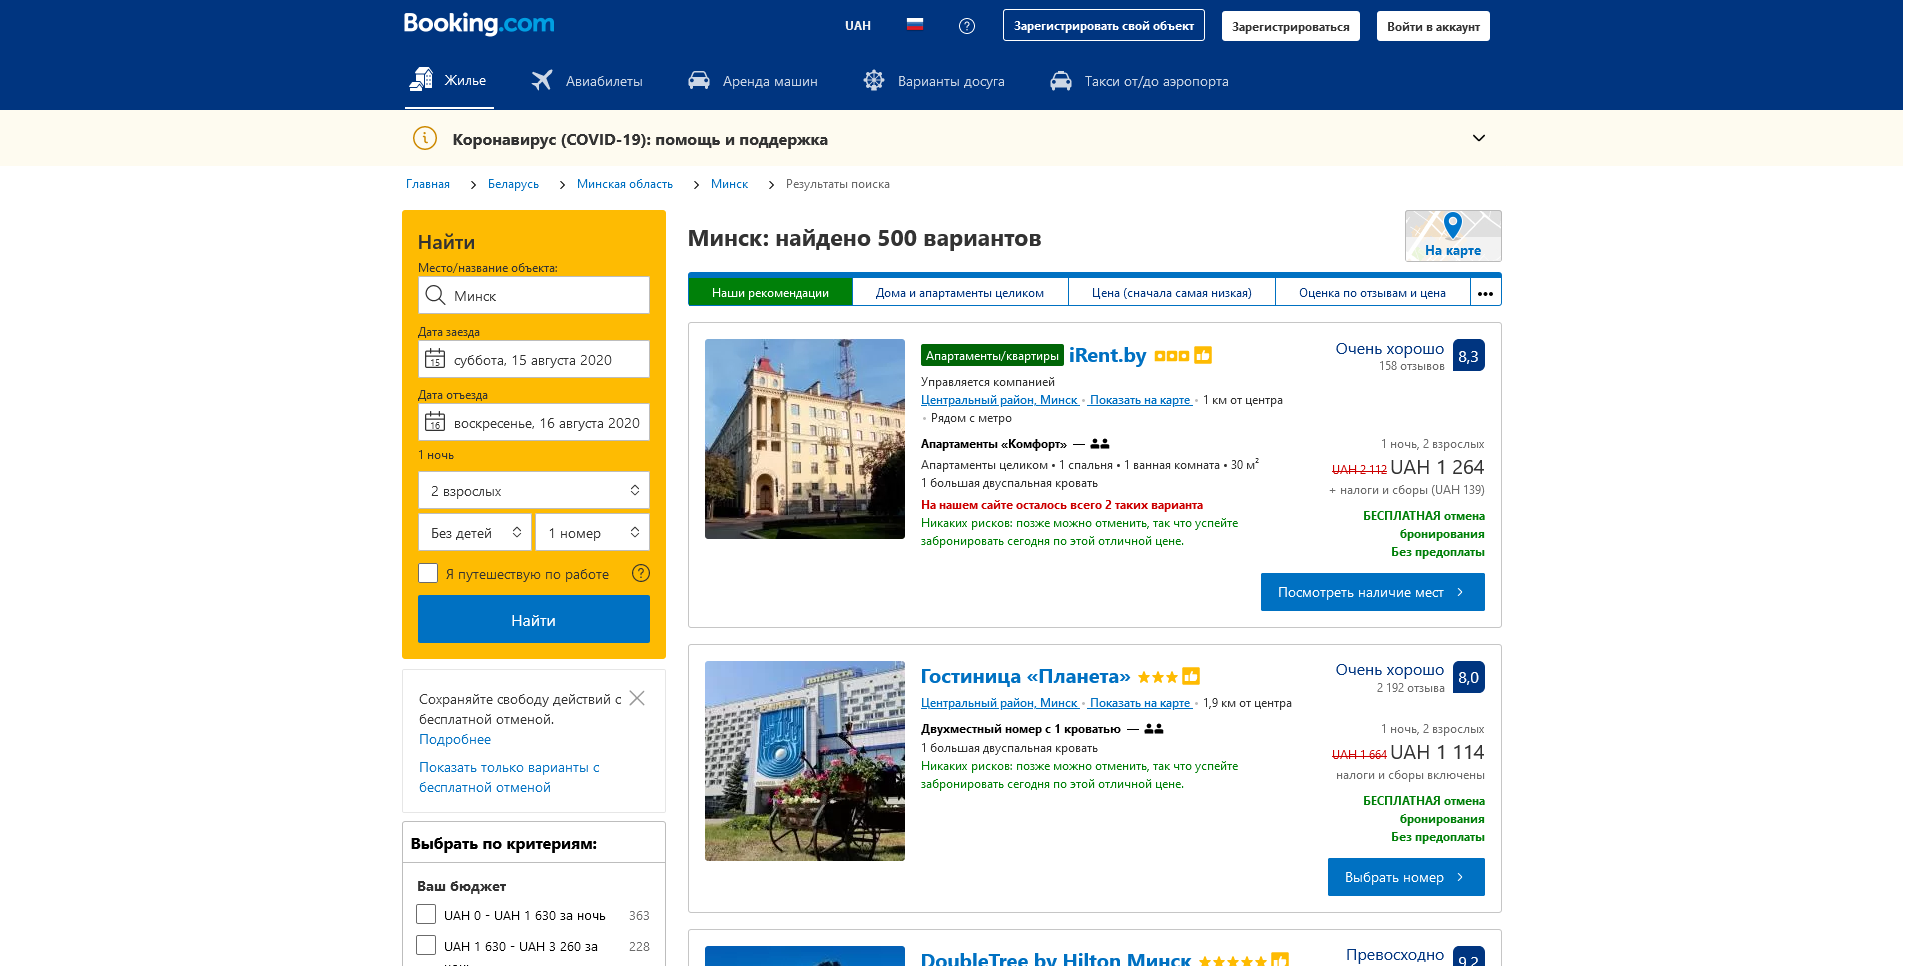 Booking.com
UAH
Зарегистрировать свой объект
Зарегистрироваться
Войти в аккаунт
Жилье
Авиабилеты
Аренда машин
Варианты досуга
Такси от/до аэропорта
Коронавирус (COVID-19): помощь и поддержка
Главная
Беларусь
Минская область
Минск
Результаты поиска
Найти
Место/название объекта:
Минск
Дата заезда
15
суббота, 15 августа 2020
Дата отъезда
16
воскресенье, 16 августа 2020
1 ночь
2 взрослых
Без детей
1 номер
Я путешествую по работе
Найти
Сохраняйте свободу действий с
бесплатной отменой.
Подробнее
Показать только варианты с
бесплатной отменой
Выбрать по критериям:
Ваш бюджет
UAH 0 - UAH 1 630 за ночь 363
UAH 1 630 - UAH 3 260 за 228
Минск: найдено 500 вариантов
На карте
Наши рекомендации
Дома и апартаменты целиком
Цена (сначала самая низкая)
Оценка по отзывам и цена
Апартаменты/квартиры iRent.by
Управляется компанией
Центральный район, Минск • Показать на карте • 1 км от центра
• Рядом с метро
Апартаменты «Комфорт» —
Апартаменты целиком • 1 спальня • 1 ванная комната • 30 м²
1 большая двуспальная кровать
На нашем сайте осталось всего 2 таких варианта
Никаких рисков: позже можно отменить, так что успейте
забронировать сегодня по этой отличной цене.
Очень хорошо 8,3
158 отзывов
1 ночь, 2 взрослых
UAH 2 112 UAH 1 264
+ налоги и сборы (UAH 139)
БЕСПЛАТНАЯ отмена
бронирования
Без предоплаты
Посмотреть наличие мест
ПЛАНЕТА
Гостиница «Планета»
Центральный район, Минск • Показать на карте • 1,9 км от центра
Двухместный номер с 1 кроватью —
1 большая двуспальная кровать
Никаких рисков: позже можно отменить, так что успейте
забронировать сегодня по этой отличной цене.
Очень хорошо 8,0
2 192 отзыва
1 ночь, 2 взрослых
UAH 1 664 UAH 1 114
налоги и сборы включены
БЕСПЛАТНАЯ отмена
бронирования
Без предоплаты
Выбрать номер
DoubleTree by Hilton Минск
Превосходно 9,2